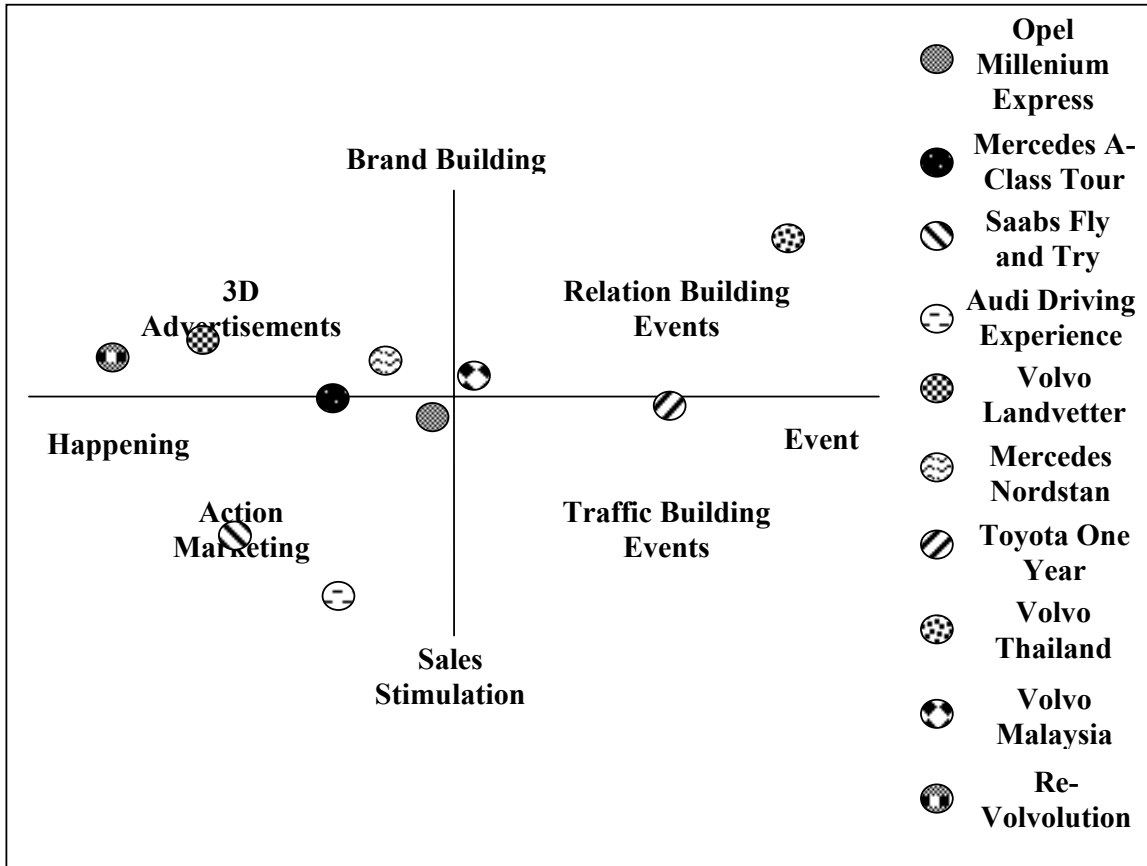 Brand Building
3D
Advertisements
Relation Building
Events
Happening
Event
Action
Marketing
Traffic Building
Events
Sales
Stimulation
Opel
Millenium
Express
Mercedes A-
Class Tour
Saabs Fly
and Try
Audi Driving
Experience
Volvo
Landvetter
Mercedes
Nordstan
Toyota One
Year
Volvo
Thailand
Volvo
Malaysia
Re-
Volvolution